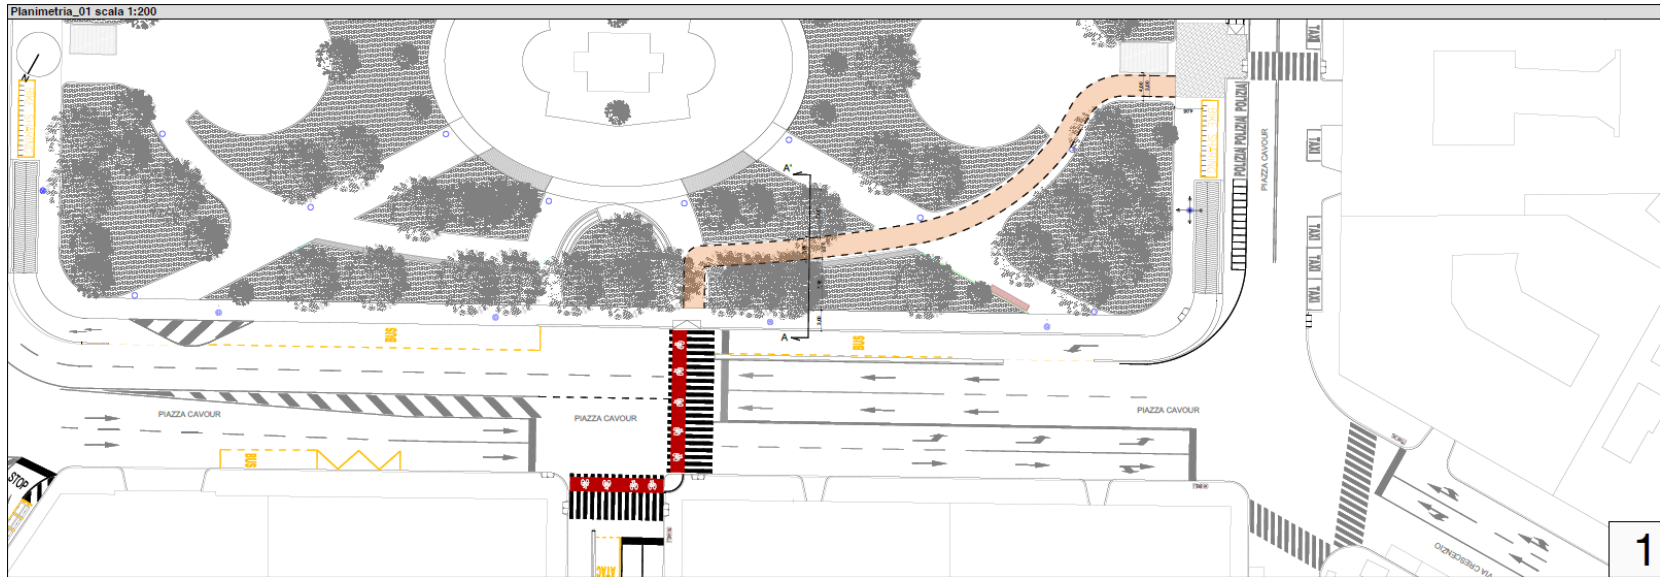 Planimetria_01 scala 1:200
N
TAXI
POLIZIA POLIZIA POLIZIA
PIAZZA CAVOUR
TAXI
A'
TAXI
TAXI
TAXI
A
BUS
BUS
PIAZZA CAVOUR
PIAZZA CAVOUR
PIAZZA CAVOUR
BUS
STOP
ATAC
VIA CRESCENZIO
1